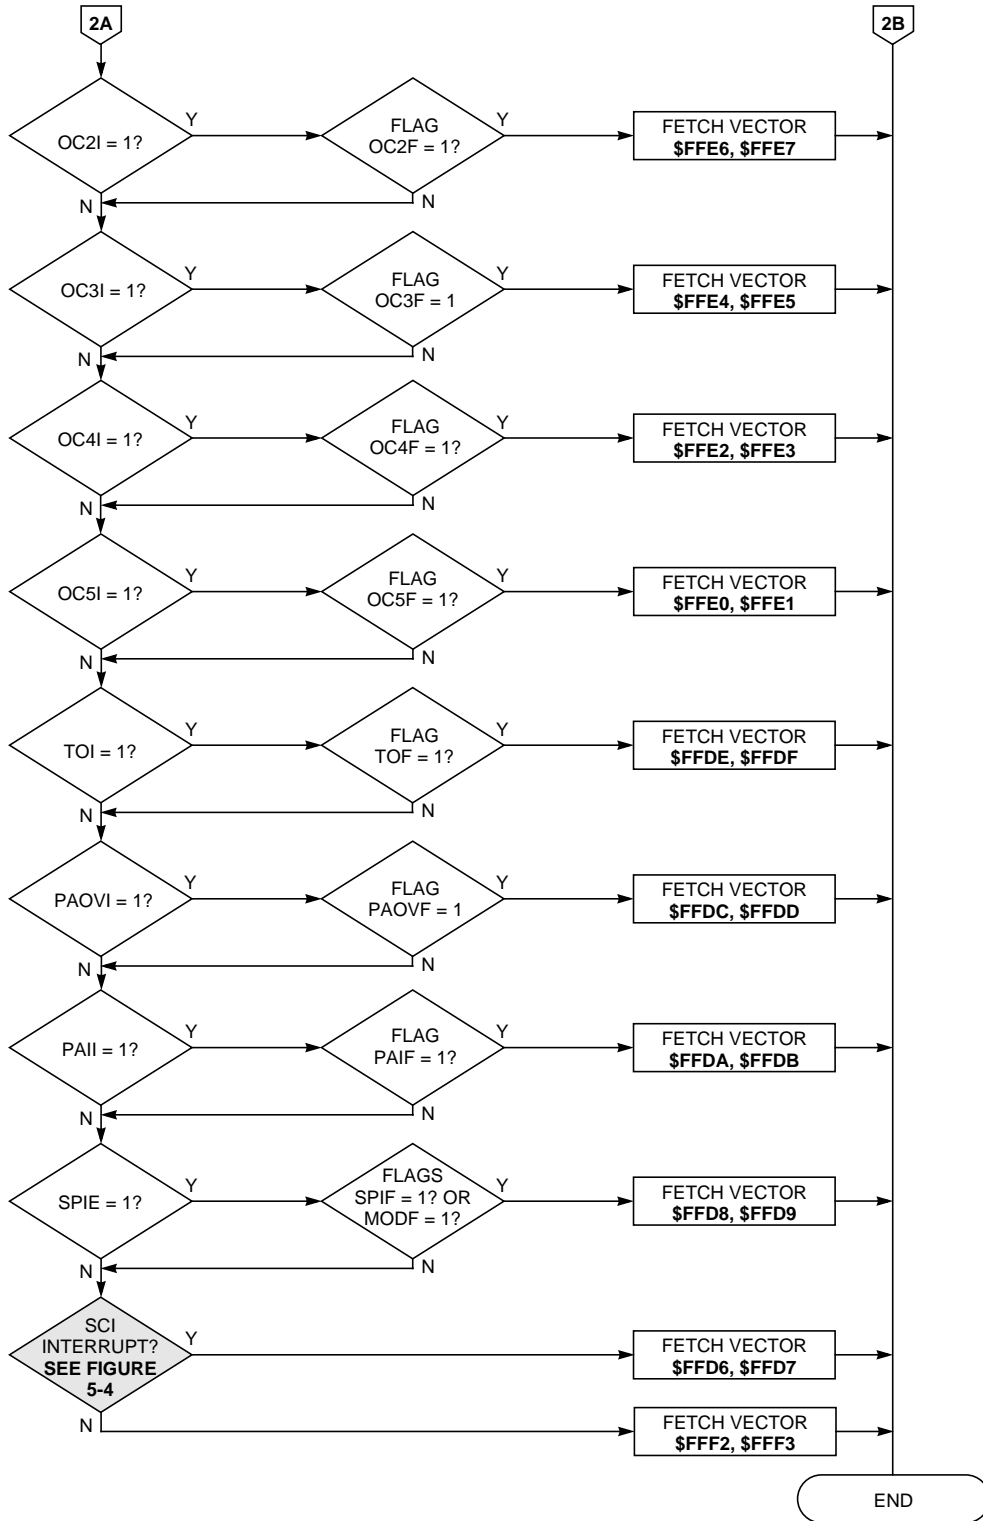 2A
2B
OC2I = 1?
Y
FLAG
OC2F = 1?
Y
FETCH VECTOR
$FFE6, $FFE7
N
N
OC3I = 1?
Y
FLAG
OC3F = 1
Y
FETCH VECTOR
$FFE4, $FFE5
N
N
OC4I = 1?
Y
FLAG
OC4F = 1?
Y
FETCH VECTOR
$FFE2, $FFE3
N
N
OC5I = 1?
Y
FLAG
OC5F = 1?
Y
FETCH VECTOR
$FFE0, $FFE1
N
N
TOI = 1?
Y
FLAG
TOF = 1?
Y
FETCH VECTOR
$FFDE, $FFDF
N
N
PAOVI = 1?
Y
FLAG
PAOVF = 1
Y
FETCH VECTOR
$FFDC, $FFDD
N
N
PAII = 1?
Y
FLAG
PAIF = 1?
Y
FETCH VECTOR
$FFDA, $FFDB
N
N
SPIE = 1?
Y
FLAGS
SPIF = 1? OR
MODF = 1?
Y
FETCH VECTOR
$FFD8, $FFD9
N
N
SCI
INTERRUPT?
SEE FIGURE
5-4
Y
FETCH VECTOR
$FFD6, $FFD7
N
FETCH VECTOR
$FFF2, $FFF3
END